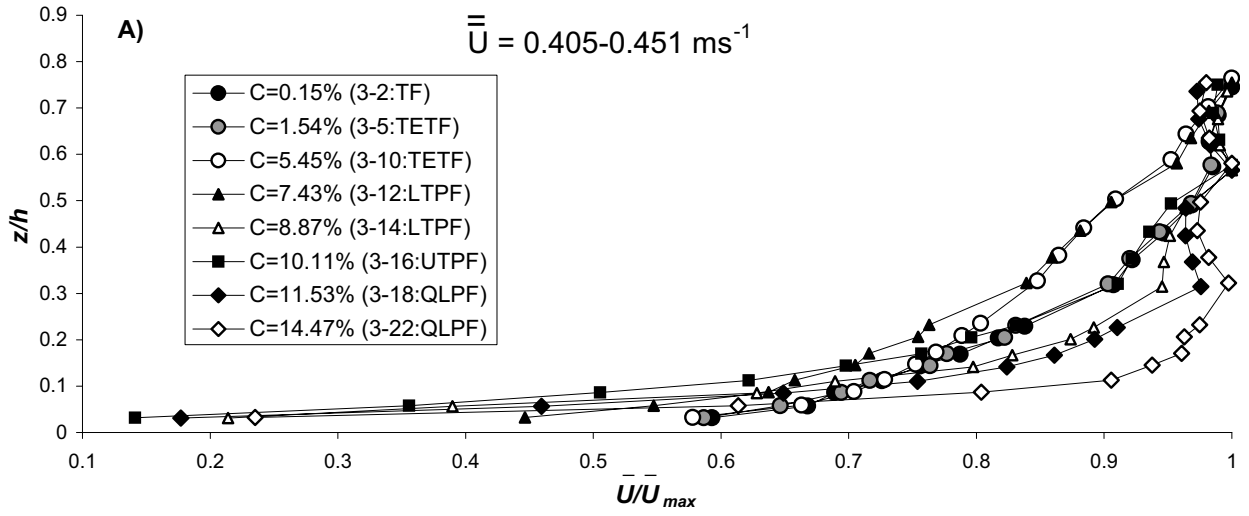 A)
U = 0.405-0.451 ms-1
C=0.15% (3-2:TF)
C=1.54% (3-5:TETF)
C=5.45% (3-10:TETF)
C=7.43% (3-12:LTPF)
C=8.87% (3-14:LTPF)
C=10.11% (3-16:UTPF)
C=11.53% (3-18:QLPF)
C=14.47% (3-22:QLPF)
z/h
0.9
0.8
0.7
0.6
0.5
0.4
0.3
0.2
0.1
0
0.1 0.2 0.3 0.4 0.5 0.6 0.7 0.8 0.9 1
U/U max